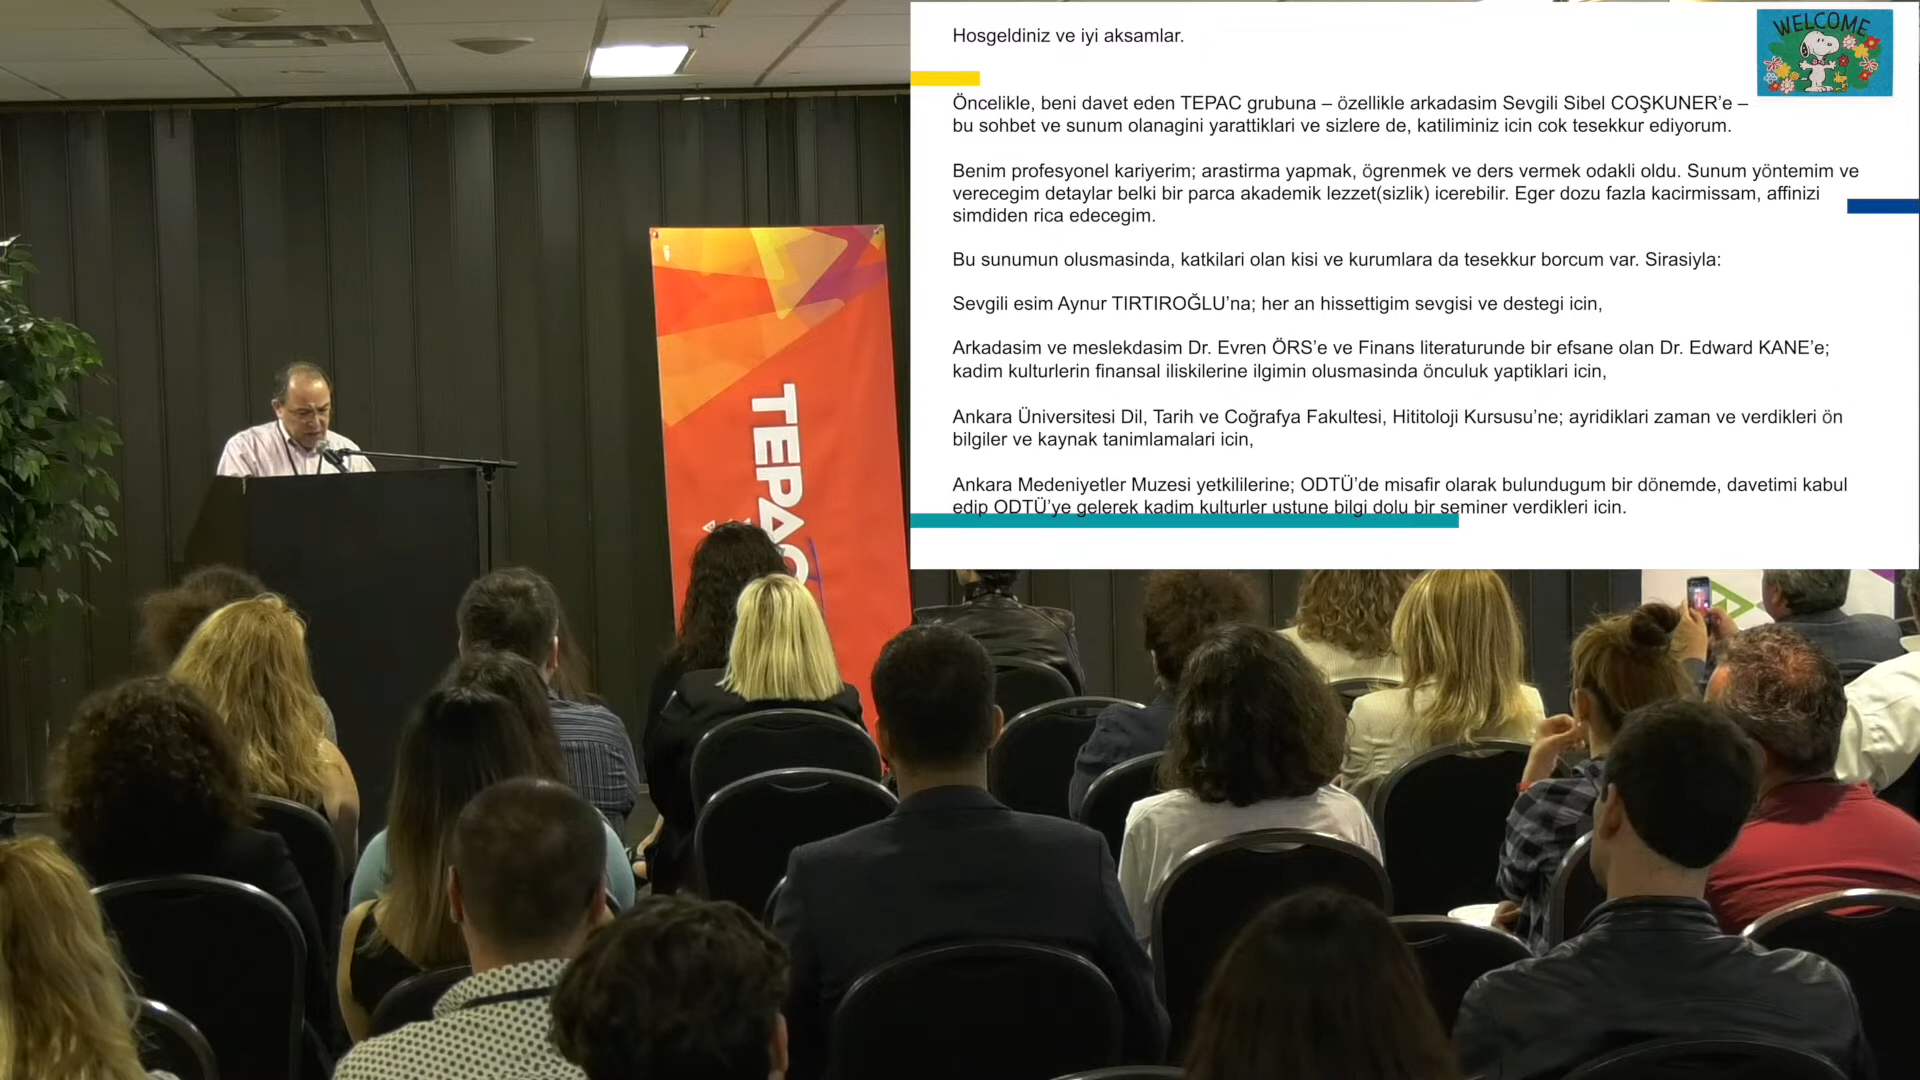 WELCOME
Hosgeldiniz ve iyi aksamlar.
Öncelikle, beni davet eden TEPAC grubuna – özellikle arkadasim Sevgili Sibel COŞKUNER’e –
bu sohbet ve sunum olanagini yarattiklari ve sizlere de, katiliminiz icin cok tesekkur ediyorum.
Benim profesyonel kariyerim; arastirma yapmak, ögrenmek ve ders vermek odakli oldu. Sunum yöntemim ve
verecegim detaylar belki bir parca akademik lezzet(sizlik) icerebilir. Eger dozu fazla kacirmissam, affinizi
simdiden rica edecegim.
Bu sunumun olusmasinda, katkilari olan kisi ve kurumlara da tesekkur borcum var. Sirasiyla:
Sevgili esim Aynur TIRTIROĞLU’na; her an hissettigim sevgisi ve destegi icin,
Arkadasim ve meslekdasim Dr. Evren ÖRS’e ve Finans literaturunde bir efsane olan Dr. Edward KANE’e;
kadim kulturlerin finansal iliskilerine ilgimin olusmasinda önculuk yaptiklari icin,
Ankara Üniversitesi Dil, Tarih ve Coğrafya Fakultesi, Hititoloji Kursusu’ne; ayridiklari zaman ve verdikleri ön
bilgiler ve kaynak tanimlamalari icin,
Ankara Medeniyetler Muzesi yetkililerine; ODTÜ’de misafir olarak bulundugum bir dönemde, davetimi kabul
edip ODTÜ’ye gelerek kadim kulturler ustune bilgi dolu bir seminer verdikleri icin.
TEPAC